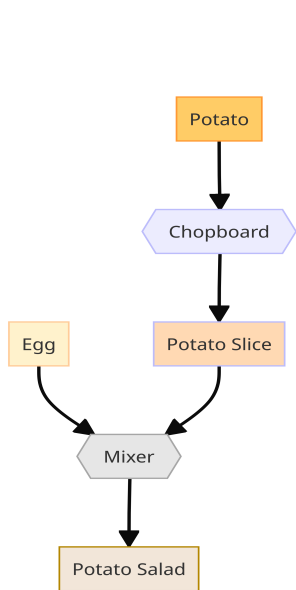 Potato
Chopboard
Egg
Potato Slice
Mixer
Potato Salad